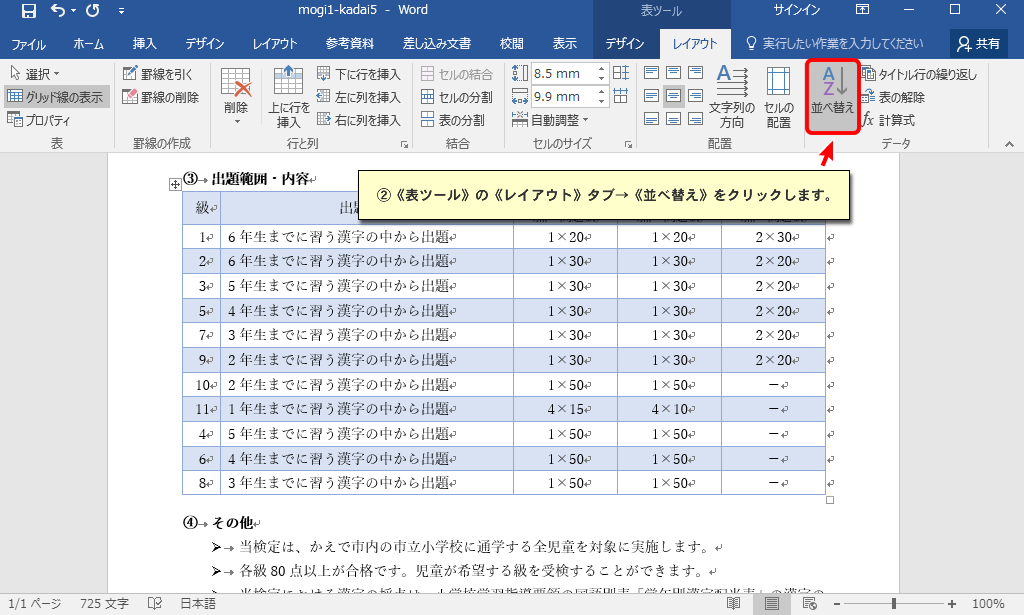 mogi1-kadai5 - Word
表ツール
サインイン
ファイル ホーム 挿入 デザイン レイアウト 参考資料 差し込み文書 校閲 表示 デザイン レイアウト 実行したい作業を入力してください 共有
選択
グリッド線の表示
プロパティ
表
罫線を引く
罫線の削除
罫線の作成
削除
上に行を挿入
下に行を挿入
左に列を挿入
右に列を挿入
行と列
セルの結合
セルの分割
表の分割
結合
8.5 mm
9.9 mm
自動調整
セルのサイズ
文字列の方向
セルの配置
配置
並べ替え
タイトル行の繰り返し
表の解除
fx 計算式
データ
③→ 出題範囲・内容
②《表ツール》の《レイアウト》タブ→《並べ替え》をクリックします。
級 出題
1 6年生までに習う漢字の中から出題 1×20 1×20 2×30
2 6年生までに習う漢字の中から出題 1×30 1×30 2×20
3 5年生までに習う漢字の中から出題 1×30 1×30 2×20
5 4年生までに習う漢字の中から出題 1×30 1×30 2×20
7 3年生までに習う漢字の中から出題 1×30 1×30 2×20
9 2年生までに習う漢字の中から出題 1×30 1×30 2×20
10 2年生までに習う漢字の中から出題 1×50 1×50 －
11 1年生までに習う漢字の中から出題 4×15 4×10 －
4 5年生までに習う漢字の中から出題 1×50 1×50 －
6 4年生までに習う漢字の中から出題 1×50 1×50 －
8 3年生までに習う漢字の中から出題 1×50 1×50 －
④→ その他
➢→ 当検定は、かえで市内の市立小学校に通学する全児童を対象に実施します。
➢→ 各級80点以上が合格です。児童が希望する級を受検することができます。
1/1 ページ 725 文字 日本語 100%